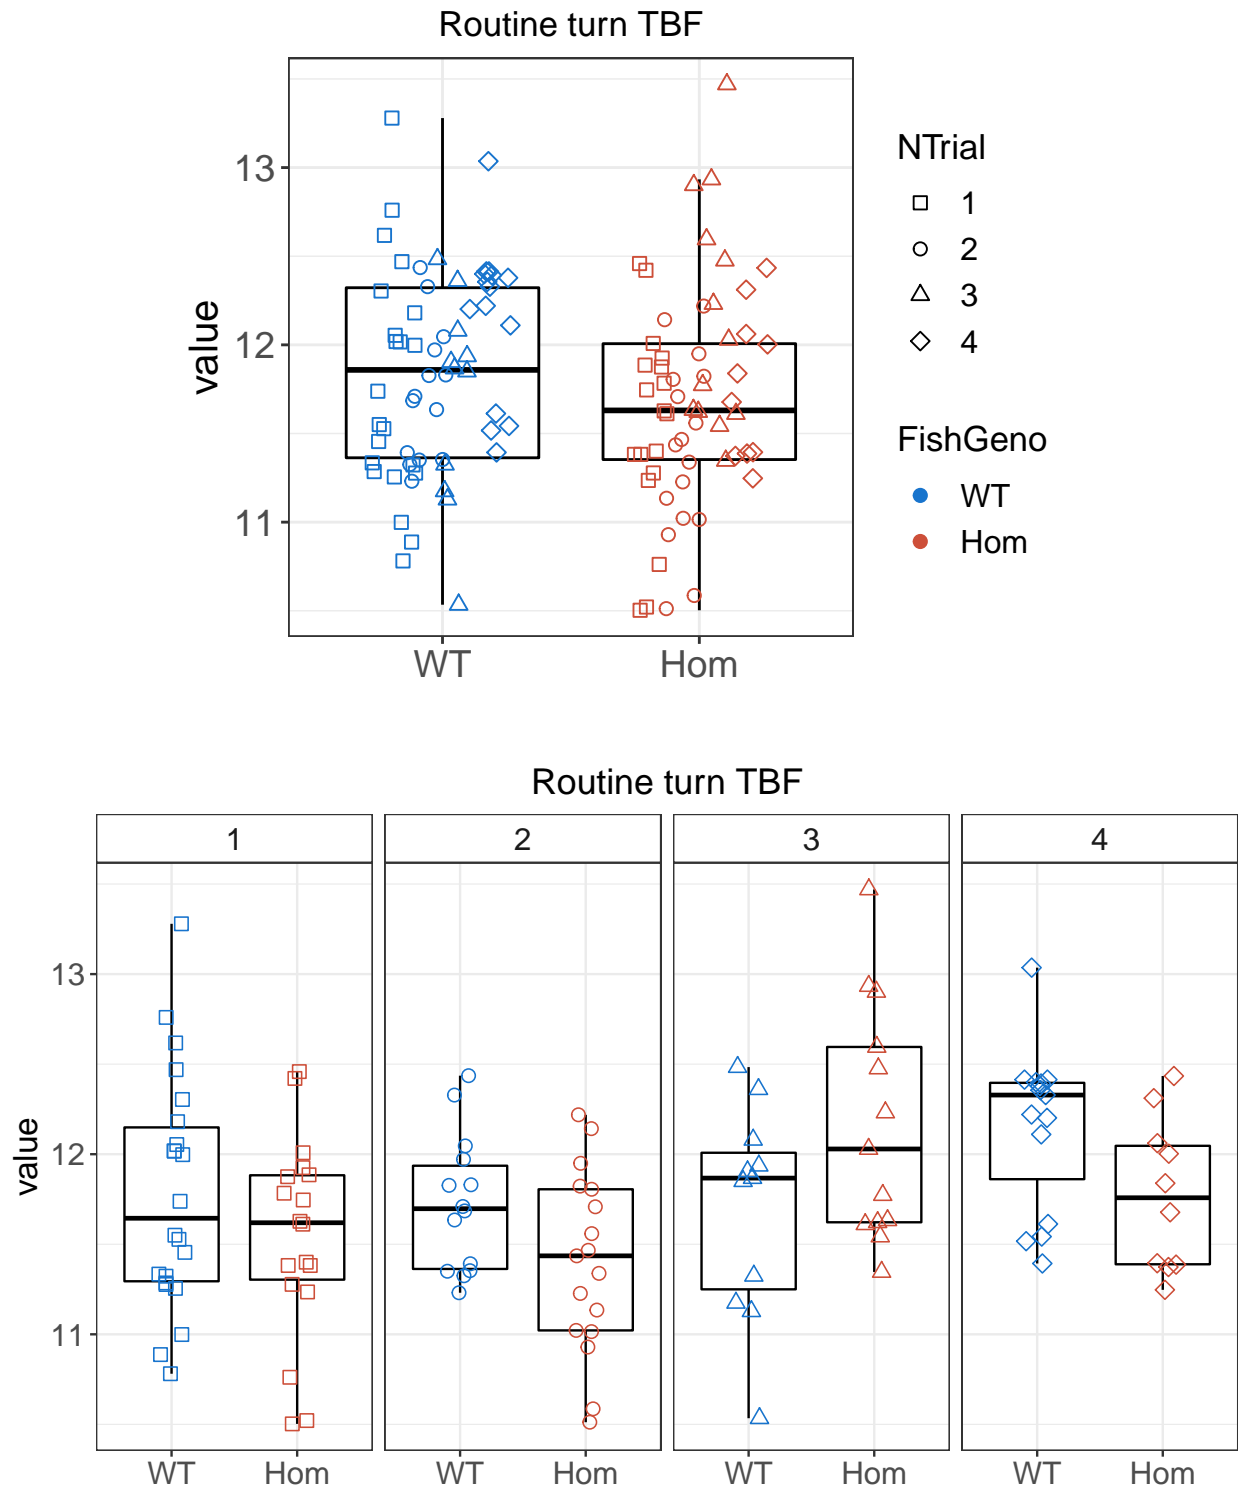 Routine turn TBF
value
13
12
11
WT Hom
NTrial
1
2
3
4
FishGeno
WT
Hom
Routine turn TBF
1 2 3 4
value
13
12
11
WT Hom WT Hom WT Hom WT Hom